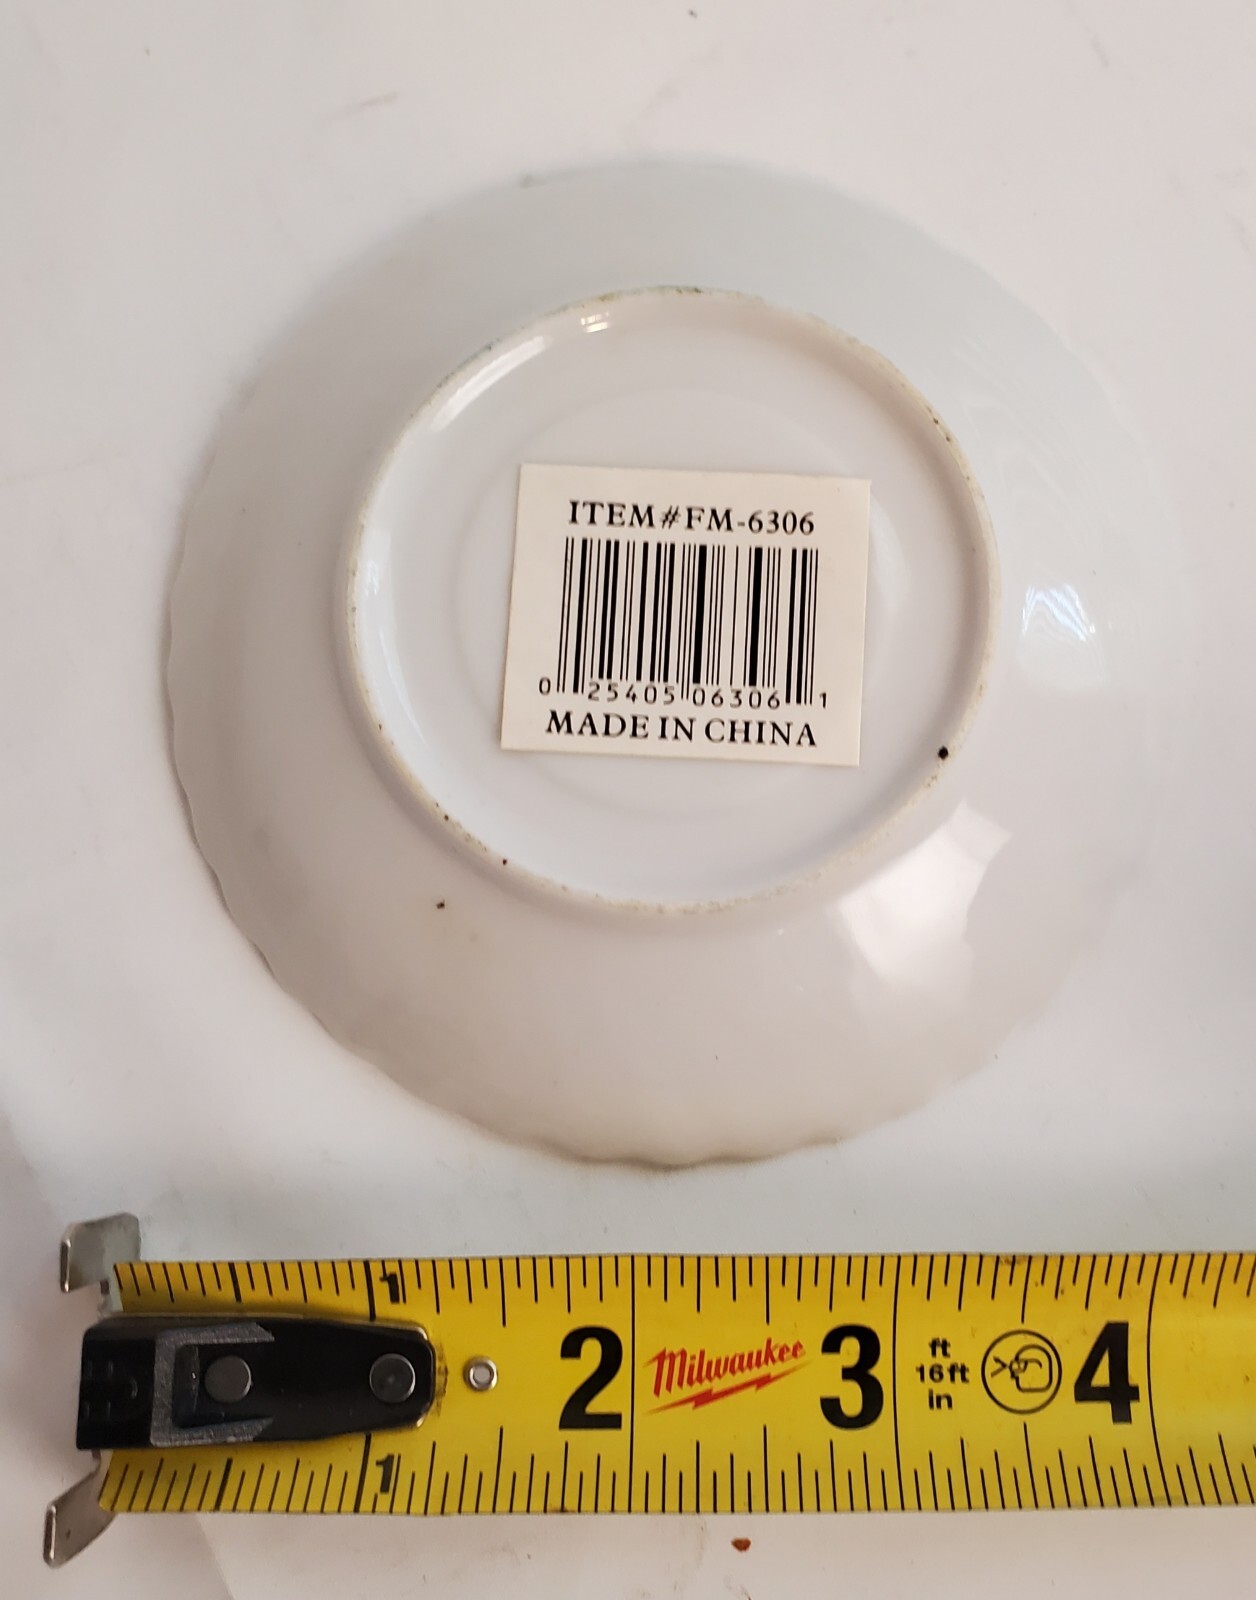 ITEM#FM-6306
0 25405 06306 1
MADE IN CHINA
1 2 Milwaukee 3 ft 4
16ft
in
1